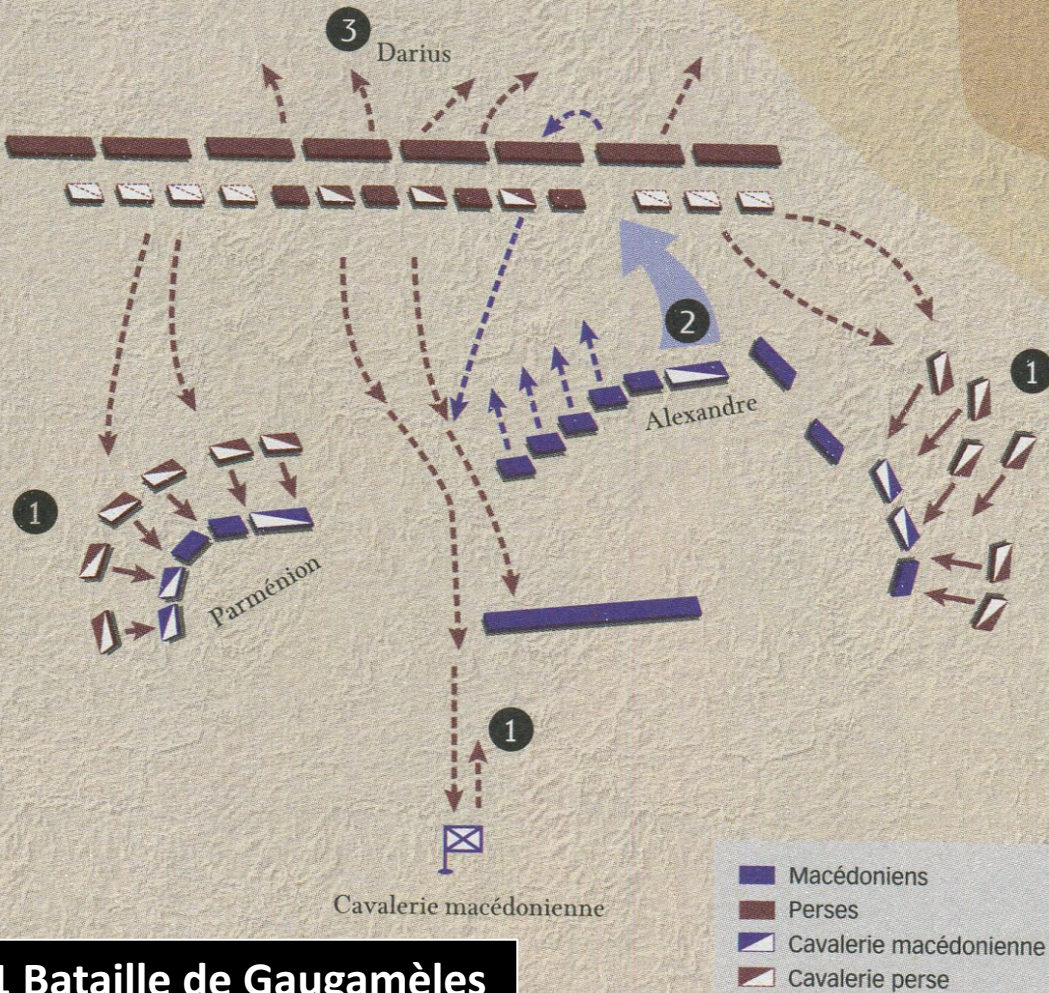 3
Darius
2
1
Alexandre
1
Parménion
1
Cavalerie macédonienne
Macédoniens
Perses
Cavalerie macédonienne
Cavalerie perse
1 Bataille de Gaugamèles